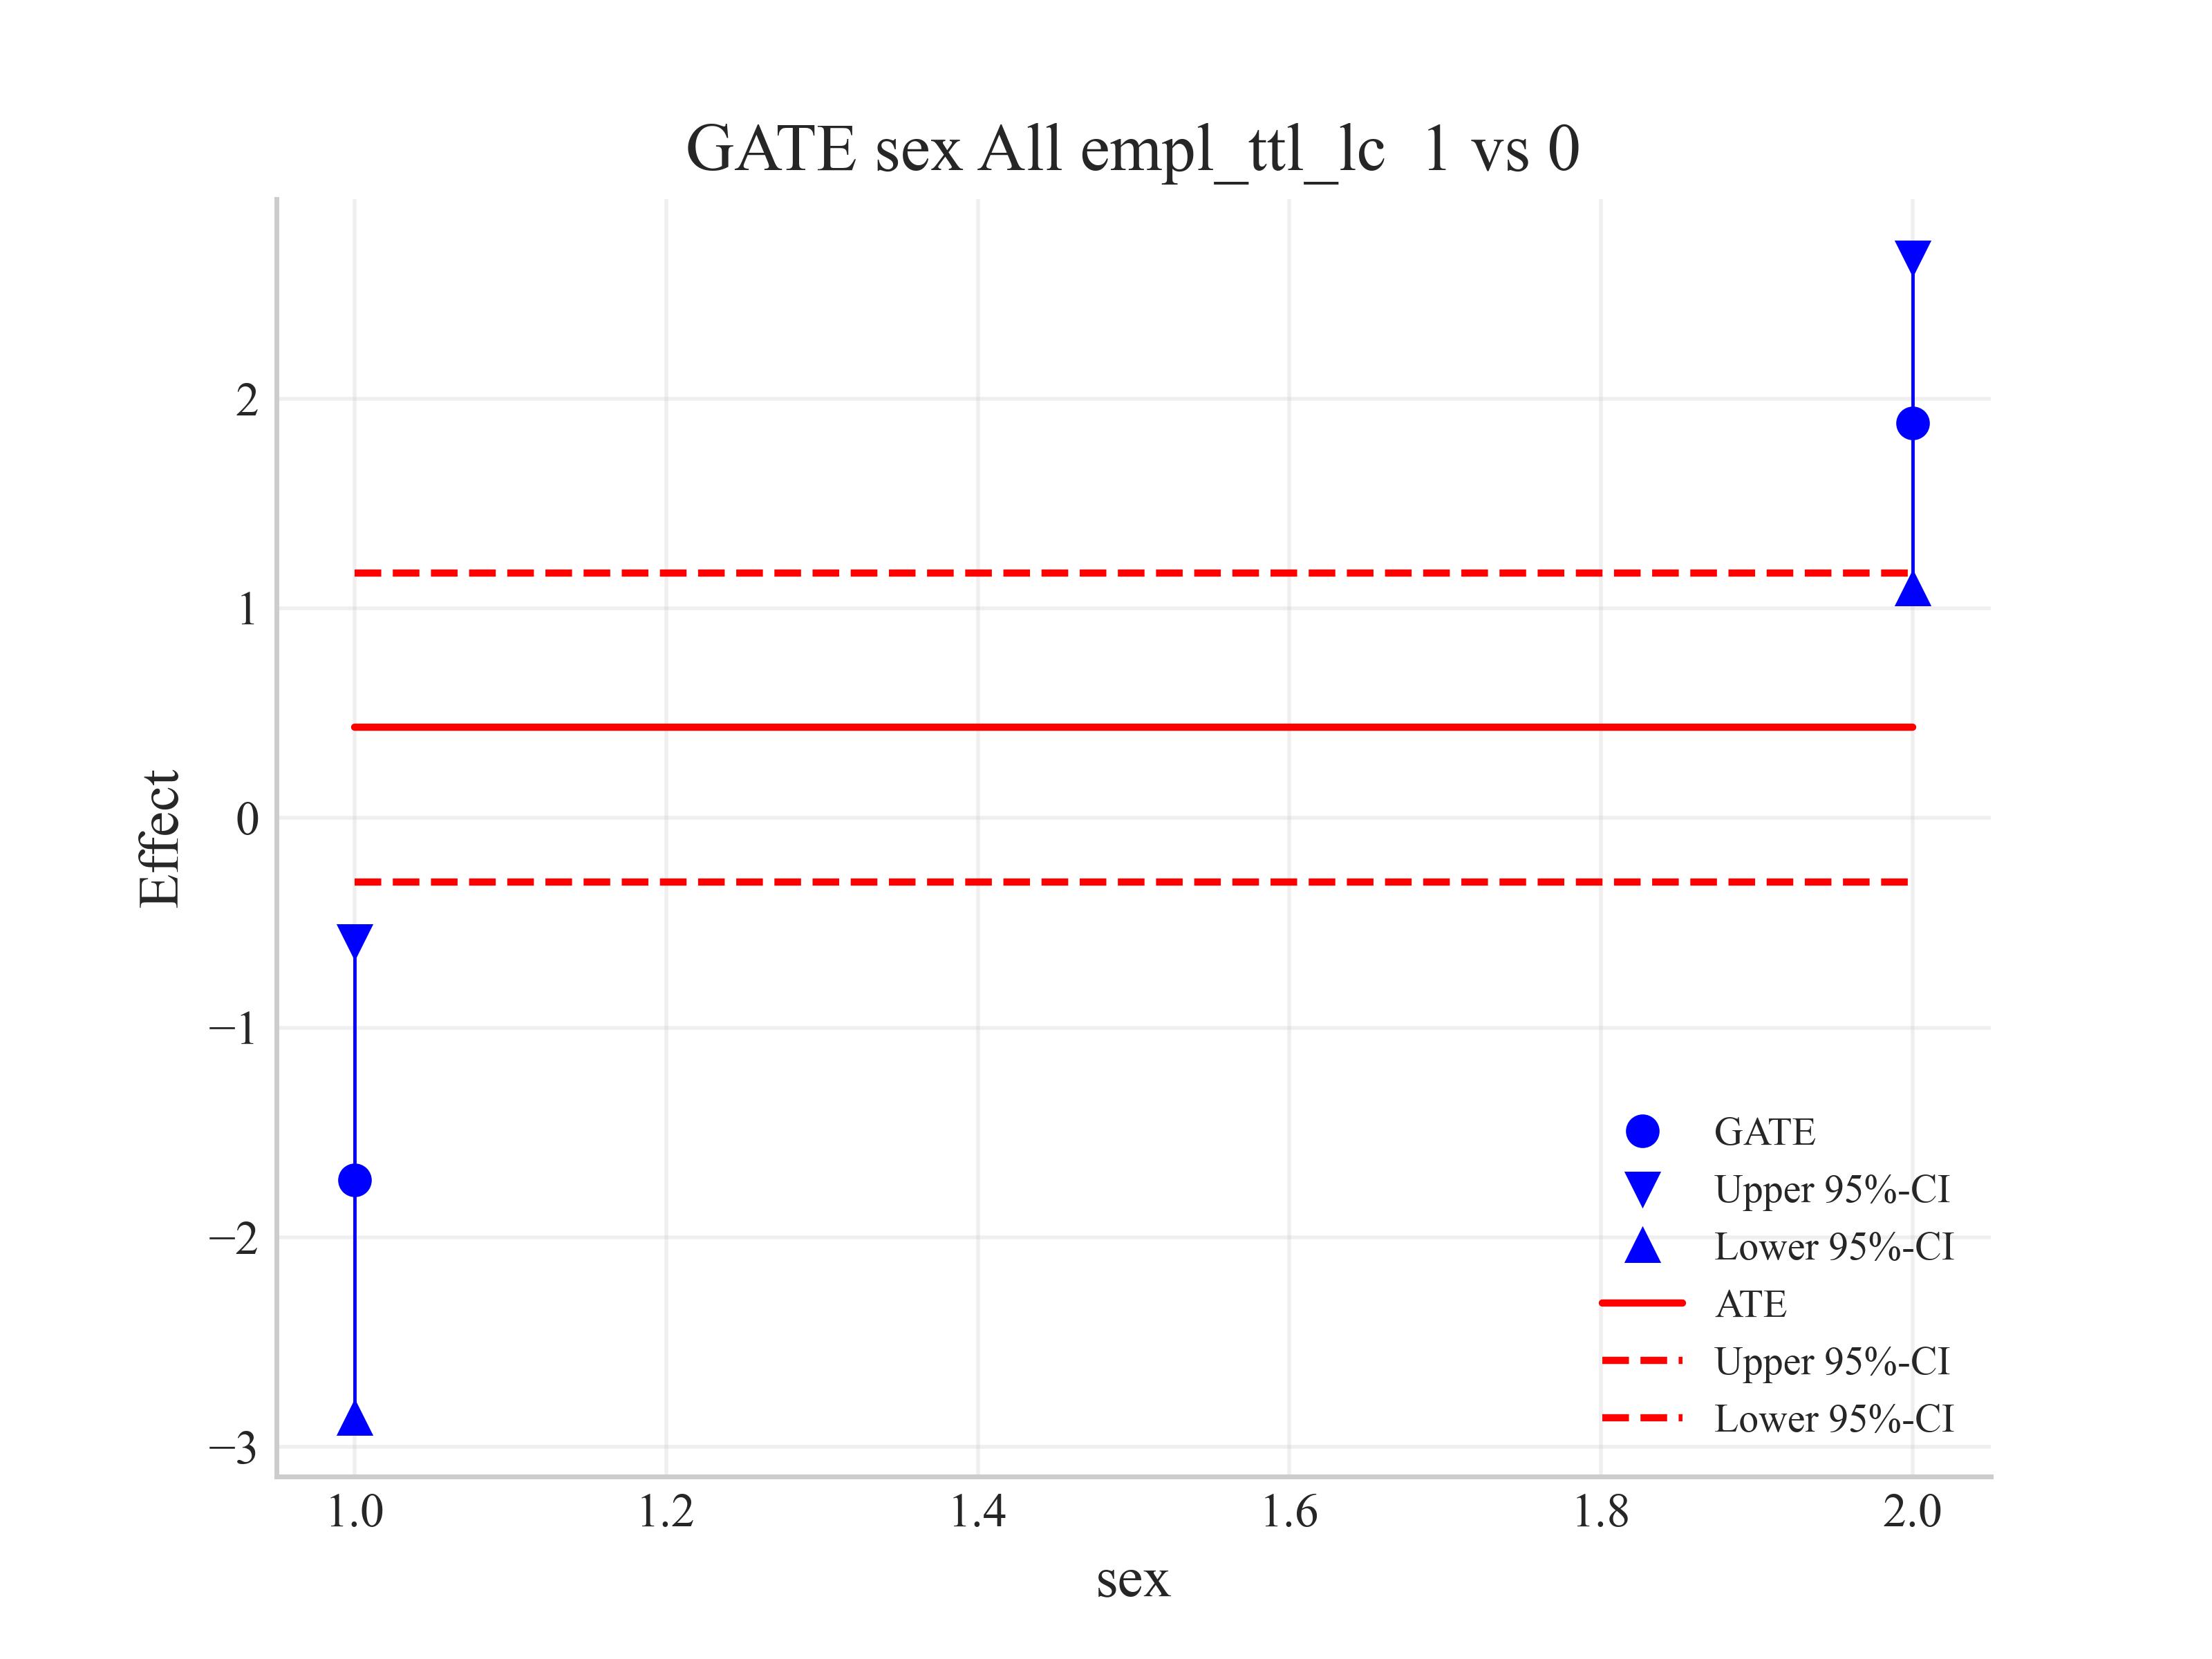 GATE sex All empl_ttl_lc  1 vs 0
Effect
2
1
0
−1
−2
−3
GATE
Upper 95%-CI
Lower 95%-CI
ATE
Upper 95%-CI
Lower 95%-CI
1.0 1.2 1.4 1.6 1.8 2.0
sex